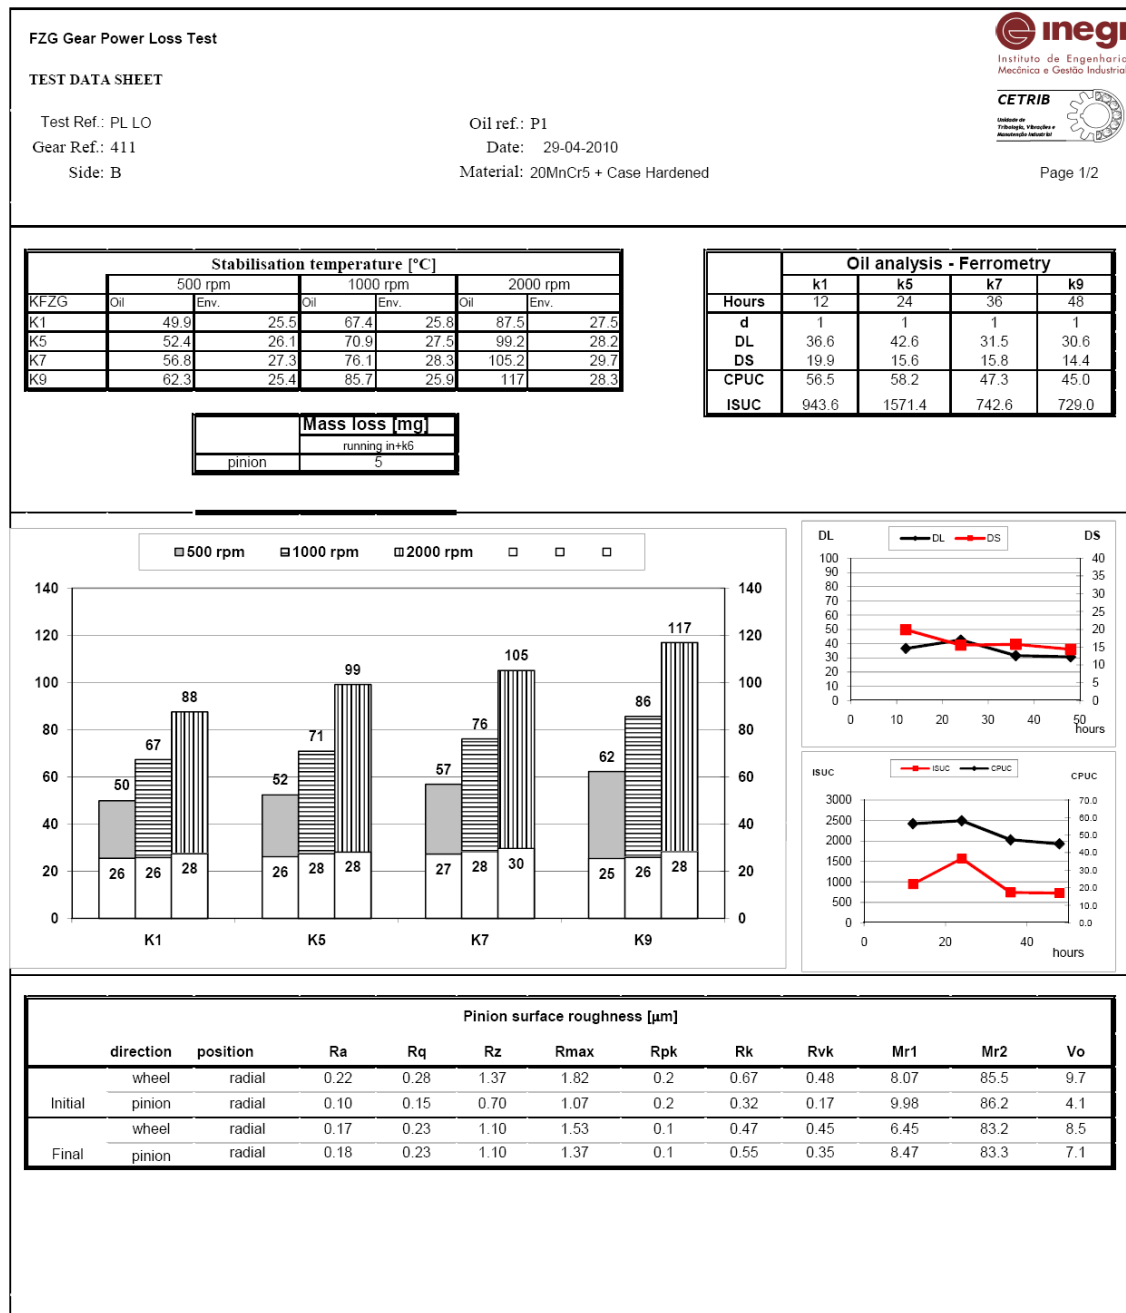 FZG Gear Power Loss Test
inegi
Instituto de Engenharia
Mecânica e Gestão Industrial
TEST DATA SHEET
CETRIB
Unidade de
Tribologia, Vibrações e
Manutenção Industrial
Test Ref.: PL LO
Oil ref.: P1
Gear Ref.: 411
Date: 29-04-2010
Side: B
Material: 20MnCr5 + Case Hardened
Page 1/2
Stabilisation temperature [°C]
500 rpm 1000 rpm 2000 rpm
KFZG Oil Env. Oil Env. Oil Env.
K1 49.9 25.5 67.4 25.8 87.5 27.5
K5 52.4 26.1 70.9 27.5 99.2 28.2
K7 56.8 27.3 76.1 28.3 105.2 29.7
K9 62.3 25.4 85.7 25.9 117 28.3
Oil analysis - Ferrometry
k1 k5 k7 k9
Hours 12 24 36 48
d 1 1 1 1
DL 36.6 42.6 31.5 30.6
DS 19.9 15.6 15.8 14.4
CPUC 56.5 58.2 47.3 45.0
ISUC 943.6 1571.4 742.6 729.0
Mass loss [mg]
running in+k6
pinion 5
500 rpm 1000 rpm 2000 rpm
140 140
120 120
100 100
80 80
60 60
40 40
20 20
0 0
50 67 88
52 71 99
57 76 105
62 86 117
26 26 28
26 28 28
27 28 30
25 26 28
K1 K5 K7 K9
DL DL DS DS
100 40
90 35
80 30
70 25
60 20
50 15
40 10
30 5
20 0
10
0
0 10 20 30 40 50
hours
ISUC ISUC CPUC CPUC
3000 70.0
2500 60.0
2000 50.0
1500 40.0
1000 30.0
500 20.0
0 10.0
0.0
0 20 40
hours
Pinion surface roughness [µm]
direction position Ra Rq Rz Rmax Rpk Rk Rvk Mr1 Mr2 Vo
wheel radial 0.22 0.28 1.37 1.82 0.2 0.67 0.48 8.07 85.5 9.7
Initial pinion radial 0.10 0.15 0.70 1.07 0.2 0.32 0.17 9.98 86.2 4.1
wheel radial 0.17 0.23 1.10 1.53 0.1 0.47 0.45 6.45 83.2 8.5
Final pinion radial 0.18 0.23 1.10 1.37 0.1 0.55 0.35 8.47 83.3 7.1